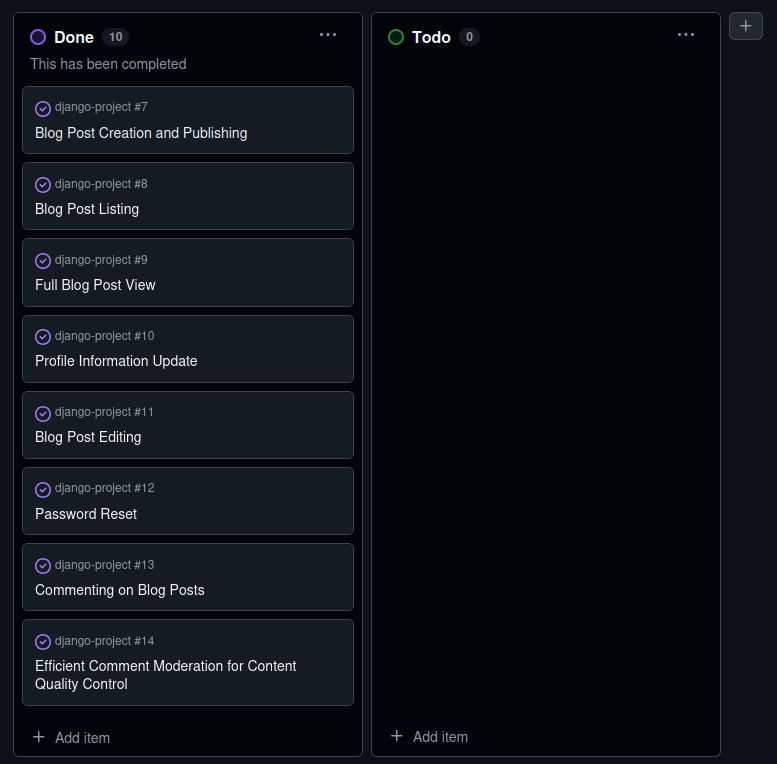 Done 10
This has been completed
django-project #7
Blog Post Creation and Publishing
django-project #8
Blog Post Listing
django-project #9
Full Blog Post View
django-project #10
Profile Information Update
django-project #11
Blog Post Editing
django-project #12
Password Reset
django-project #13
Commenting on Blog Posts
django-project #14
Efficient Comment Moderation for Content
Quality Control
+ Add item
Todo 0
+ Add item
+